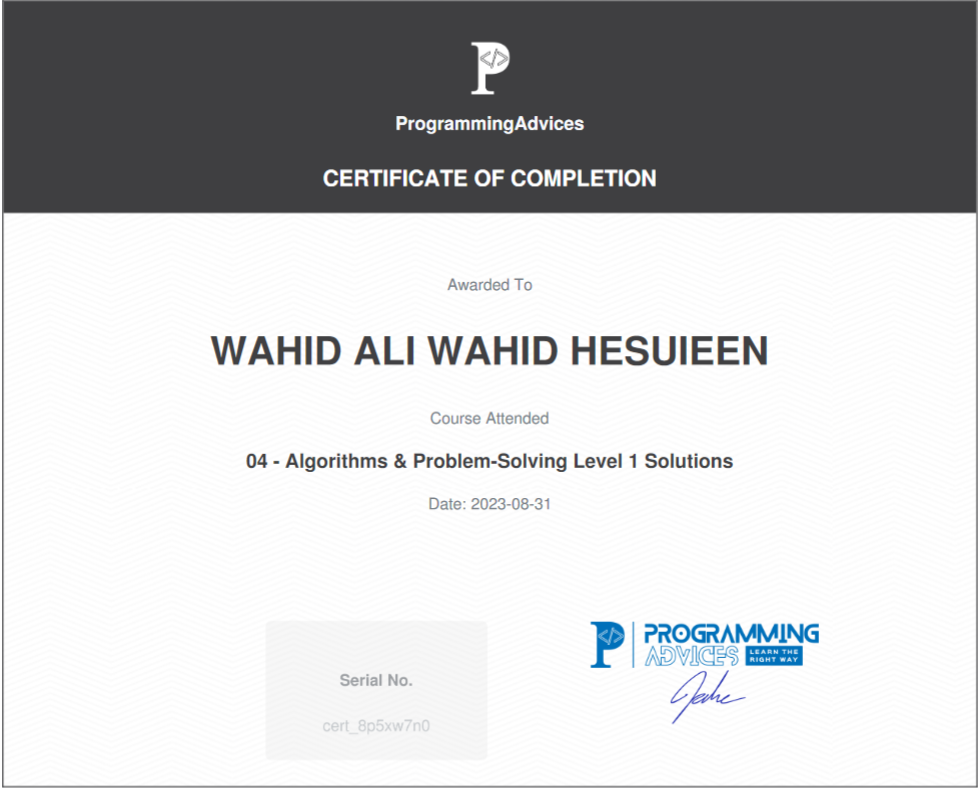 ProgrammingAdvices
CERTIFICATE OF COMPLETION
Awarded To
WAHID ALI WAHID HESUIEEN
Course Attended
04 - Algorithms & Problem-Solving Level 1 Solutions
Date: 2023-08-31
Serial No.
cert_8p5xw7n0
PROGRAMMING
ADVICES
LEARN THE
RIGHT WAY